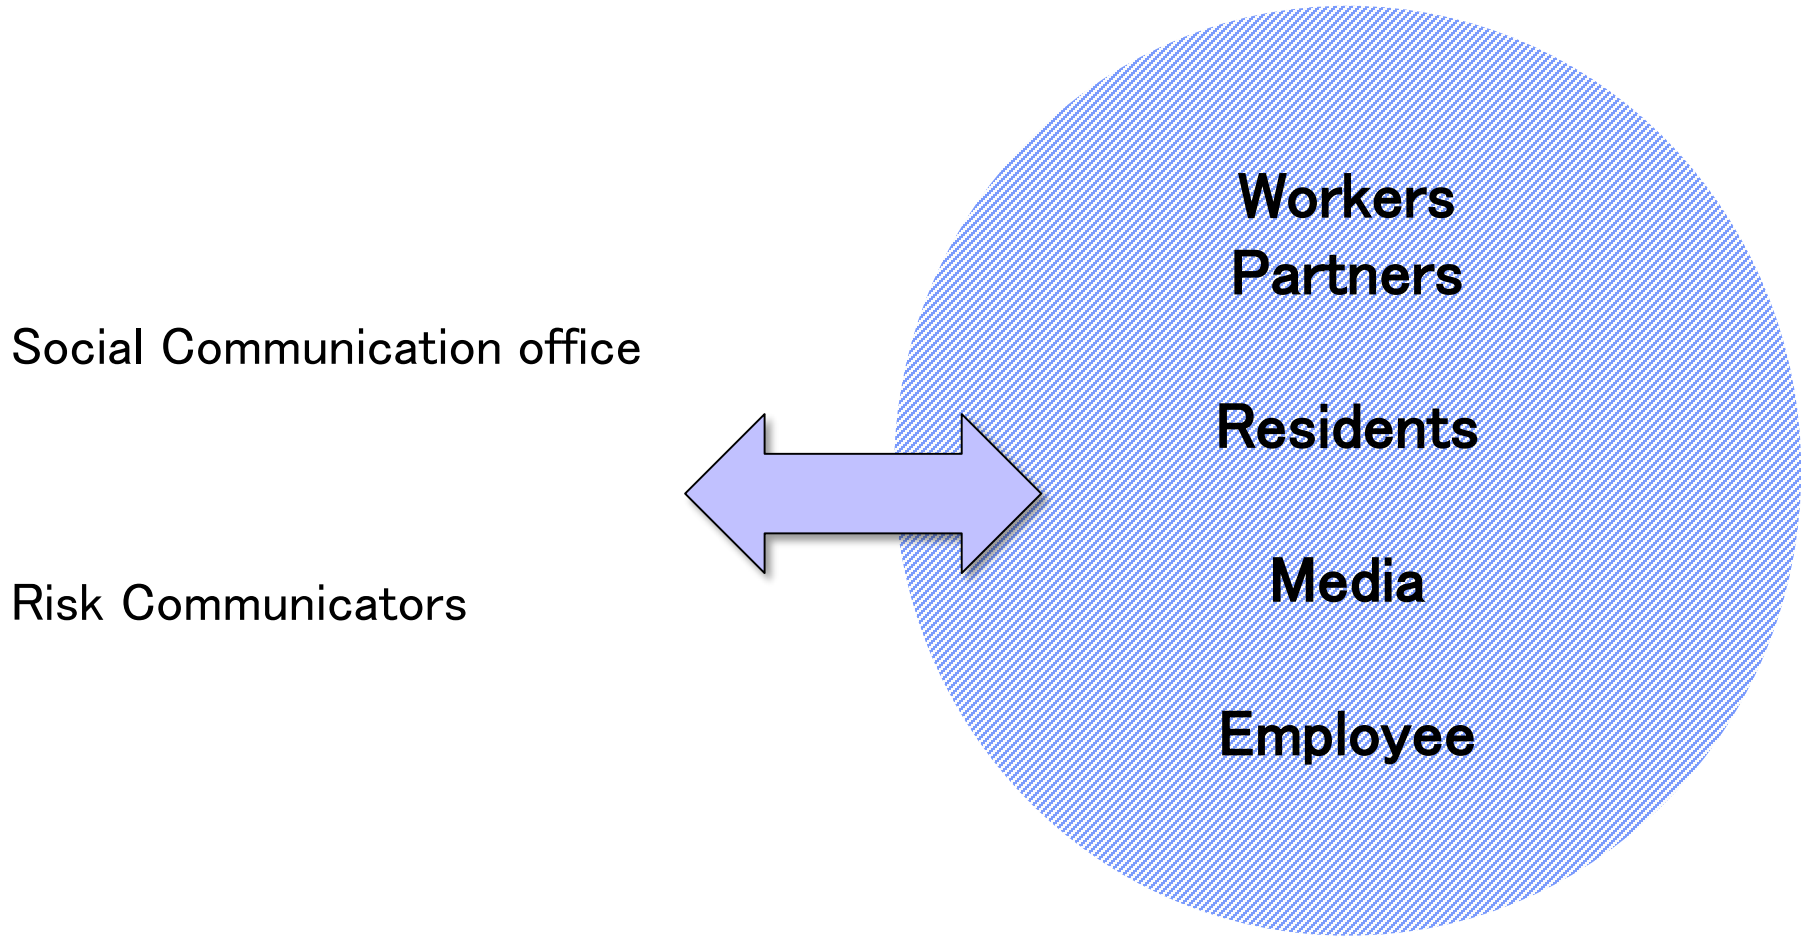 Social Communication office
Risk Communicators
Workers
Partners
Residents
Media
Employee